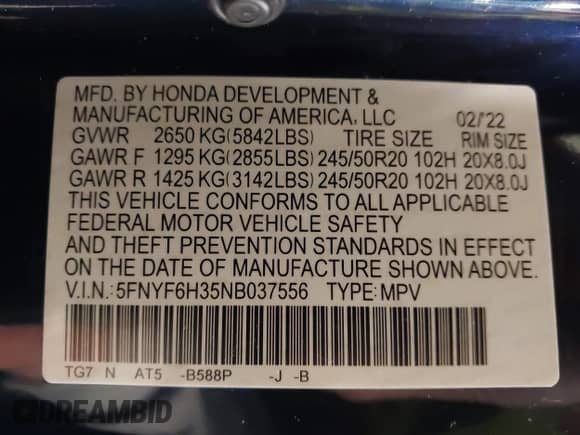 MFD. BY HONDA DEVELOPMENT &
MANUFACTURING OF AMERICA, LLC 02/'22
GVWR 2650 KG(5842LBS) TIRE SIZE RIM SIZE
GAWR F 1295 KG(2855LBS) 245/50R20 102H 20X8.0J
GAWR R 1425 KG(3142LBS) 245/50R20 102H 20X8.0J
THIS VEHICLE CONFORMS TO ALL APPLICABLE
FEDERAL MOTOR VEHICLE SAFETY
AND THEFT PREVENTION STANDARDS IN EFFECT
ON THE DATE OF MANUFACTURE SHOWN ABOVE.
V.I.N.:5FNYF6H35NB037556 TYPE:MPV
TG7 N AT5 -B588P -J -B
DREAMBID